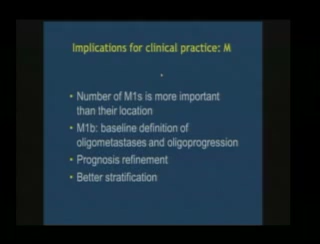 Implications for clinical practice: M
• Number of M1s is more important
than their location
• M1b: baseline definition of
oligometastases and oligoprogression
• Prognosis refinement
• Better stratification